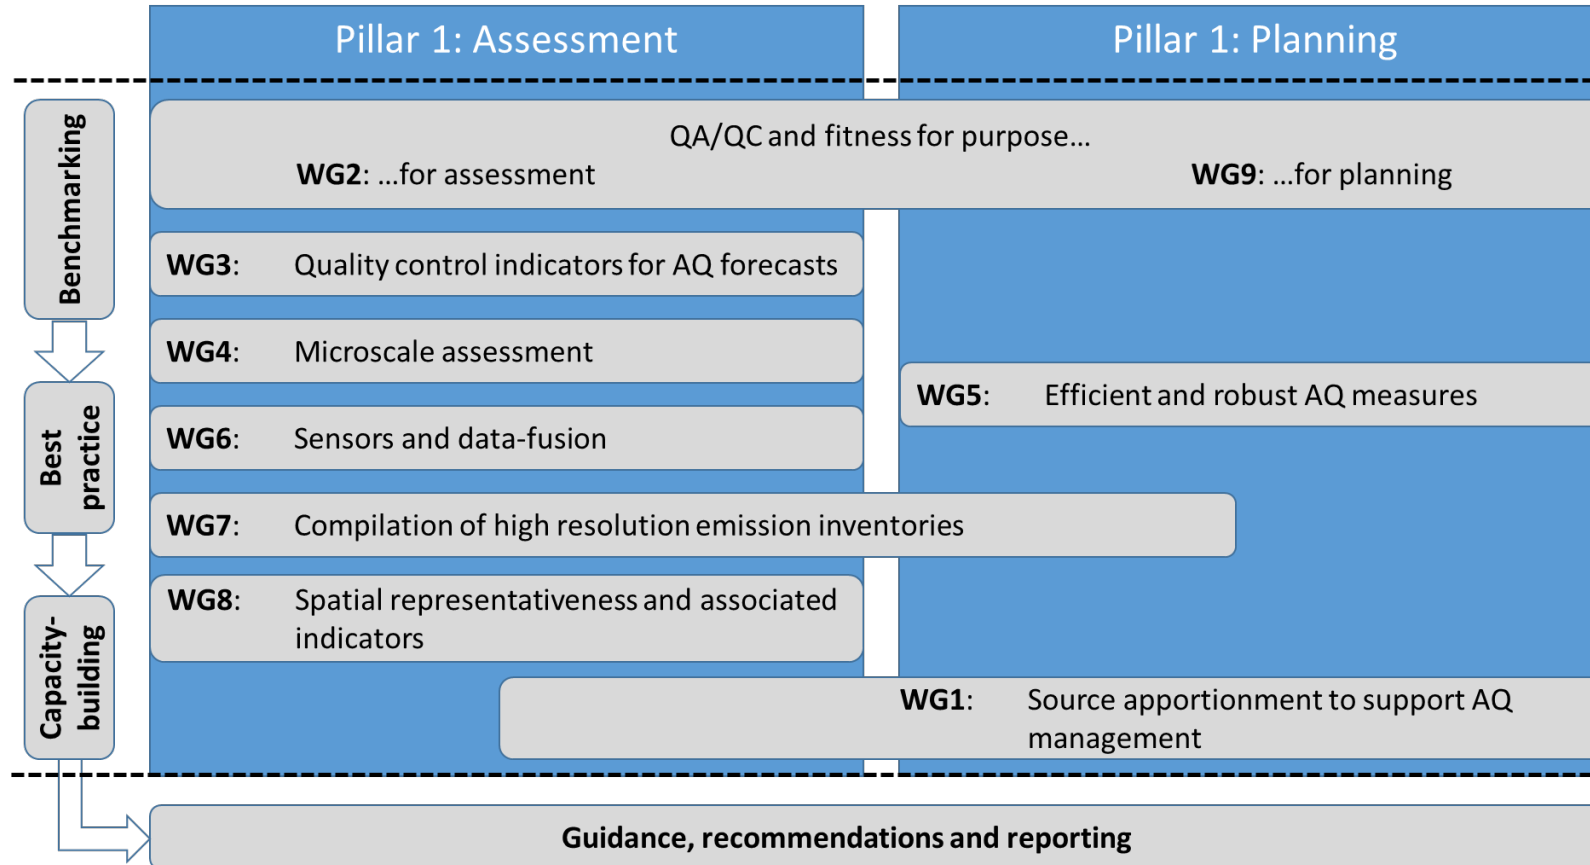 Pillar 1: Assessment
Pillar 1: Planning
Benchmarking
QA/QC and fitness for purpose...
WG2: ...for assessment
WG9: ...for planning
WG3: Quality control indicators for AQ forecasts
WG4: Microscale assessment
WG5: Efficient and robust AQ measures
Best
practice
WG6: Sensors and data-fusion
WG7: Compilation of high resolution emission inventories
Capacity-
building
WG8: Spatial representativeness and associated
indicators
WG1: Source apportionment to support AQ
management
Guidance, recommendations and reporting